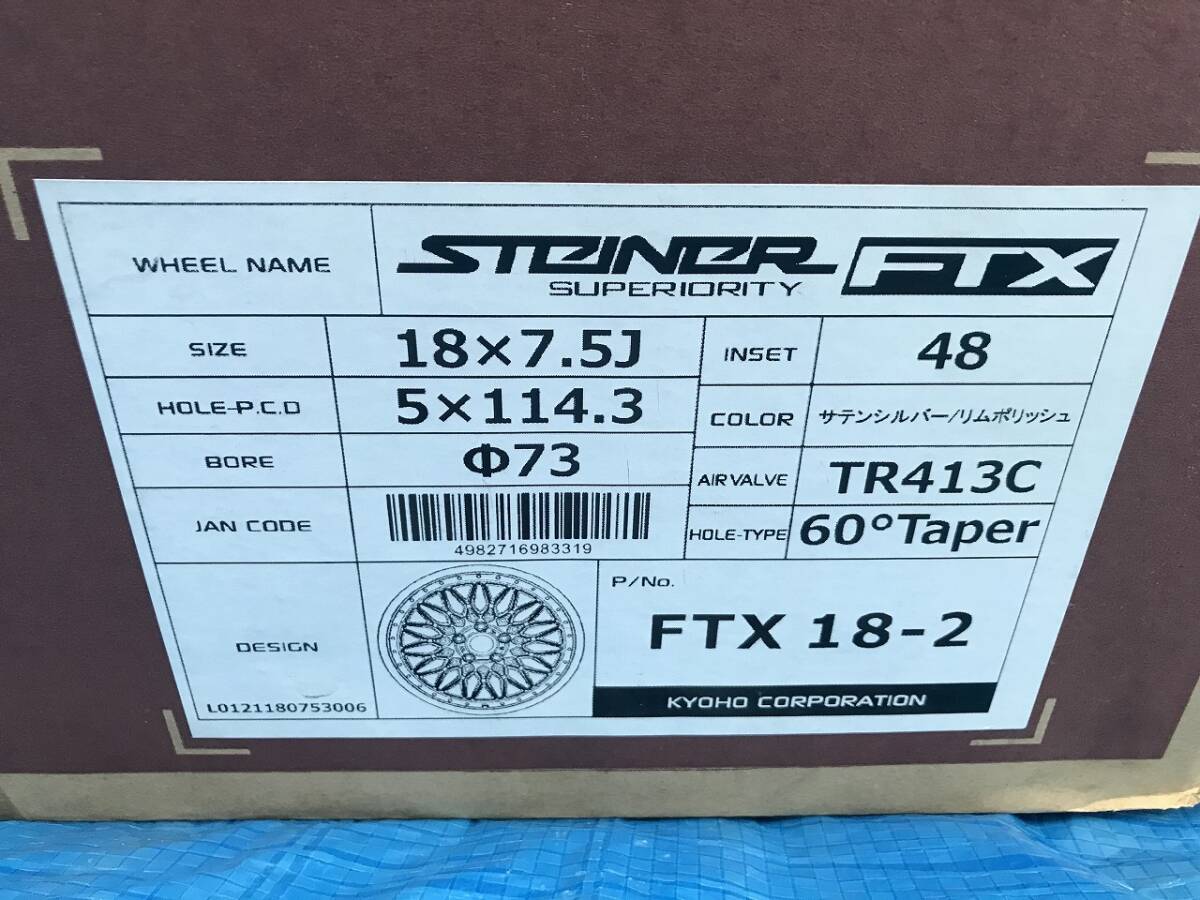 WHEEL NAME
STEINER FTX
SUPERIORITY
SIZE 18×7.5J INSET 48
HOLE-P.C.D 5×114.3 COLOR サテンシルバー/リムポリッシュ
BORE Φ73 AIR VALVE TR413C
JAN CODE 4982716983319 HOLE-TYPE 60°Taper
DESIGN
L0121180753006
P/No.
FTX 18-2
KYOHO CORPORATION